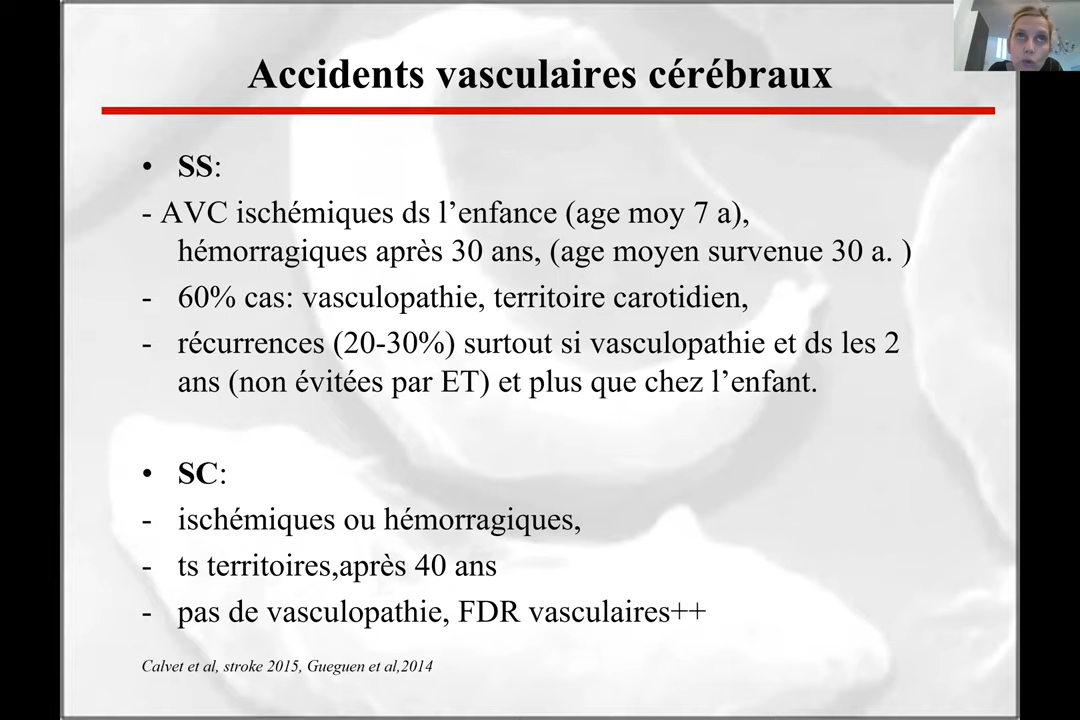 Accidents vasculaires cérébraux
• SS:
- AVC ischémiques ds l’enfance (age moy 7 a),
hémorragiques après 30 ans, (age moyen survenue 30 a. )
- 60% cas: vasculopathie, territoire carotidien,
- récurrences (20-30%) surtout si vasculopathie et ds les 2
ans (non évitées par ET) et plus que chez l’enfant.
• SC:
- ischémiques ou hémorragiques,
- ts territoires,après 40 ans
- pas de vasculopathie, FDR vasculaires++
Calvet et al, stroke 2015, Gueguen et al,2014